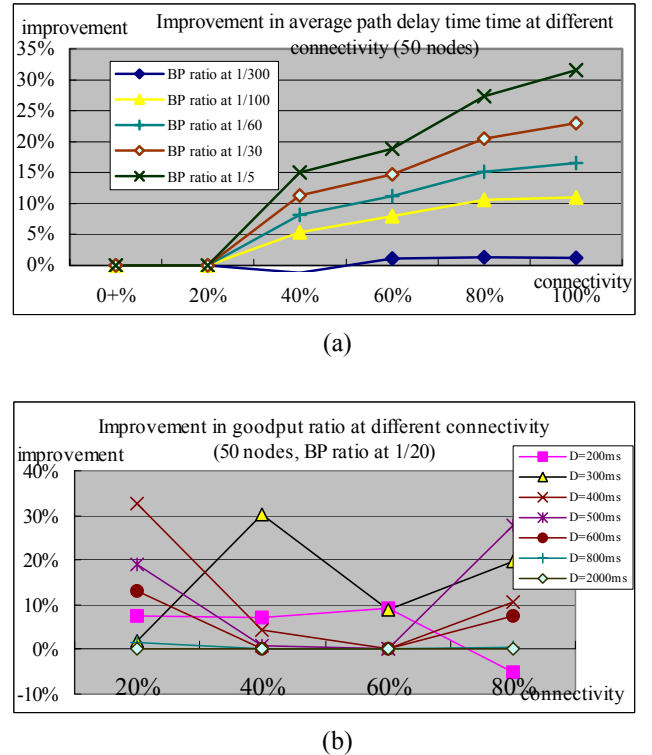 improvement
Improvement in average path delay time time at different
connectivity (50 nodes)
35%
30%
25%
20%
15%
10%
5%
0%
BP ratio at 1/300
BP ratio at 1/100
BP ratio at 1/60
BP ratio at 1/30
BP ratio at 1/5
0+%
20%
40%
60%
80%
100%
connectivity
(a)
Improvement in goodput ratio at different connectivity
(50 nodes, BP ratio at 1/20)
improvement
40%
30%
20%
10%
0%
-10%
D=200ms
D=300ms
D=400ms
D=500ms
D=600ms
D=800ms
D=2000ms
20%
40%
60%
80%
connectivity
(b)